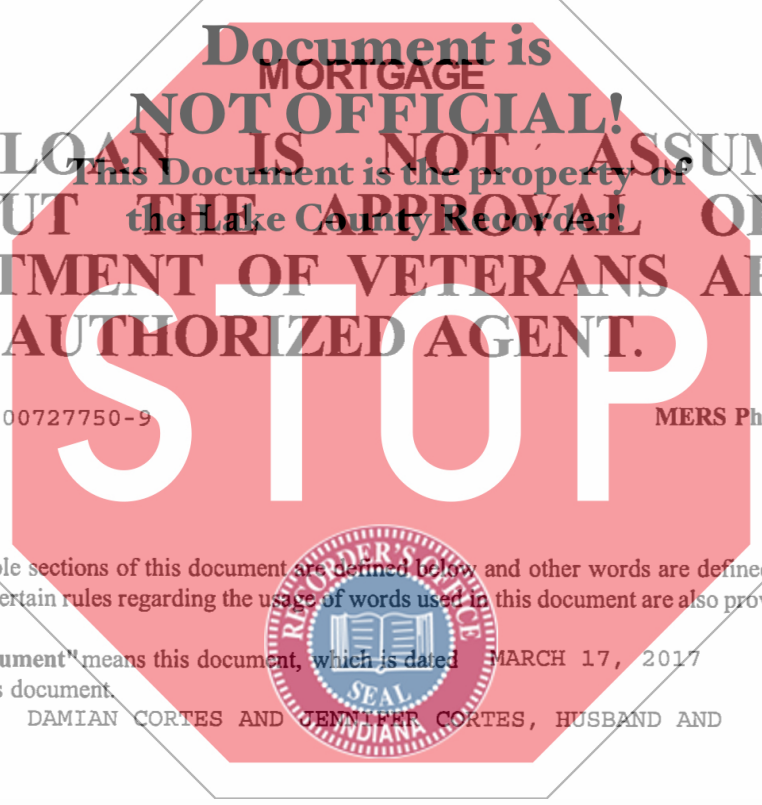 Document is
MORTGAGE
NOT OFFICIAL!
LOAN IS NOT ASSUM
This Document is the property of
UT THE APPROVAL OF
the Lake County Recorder!
TMENT OF VETERANS AF
AUTHORIZED AGENT.
STOP
00727750-9 MERS Ph
ple sections of this document are defined below and other words are defined
ertain rules regarding the usage of words used in this document are also prov
RECORDER'S OFFICE
SEAL
INDIANA
ument" means this document, which is dated MARCH 17, 2017
s document.
DAMIAN CORTES AND JENNIFER CORTES, HUSBAND AND